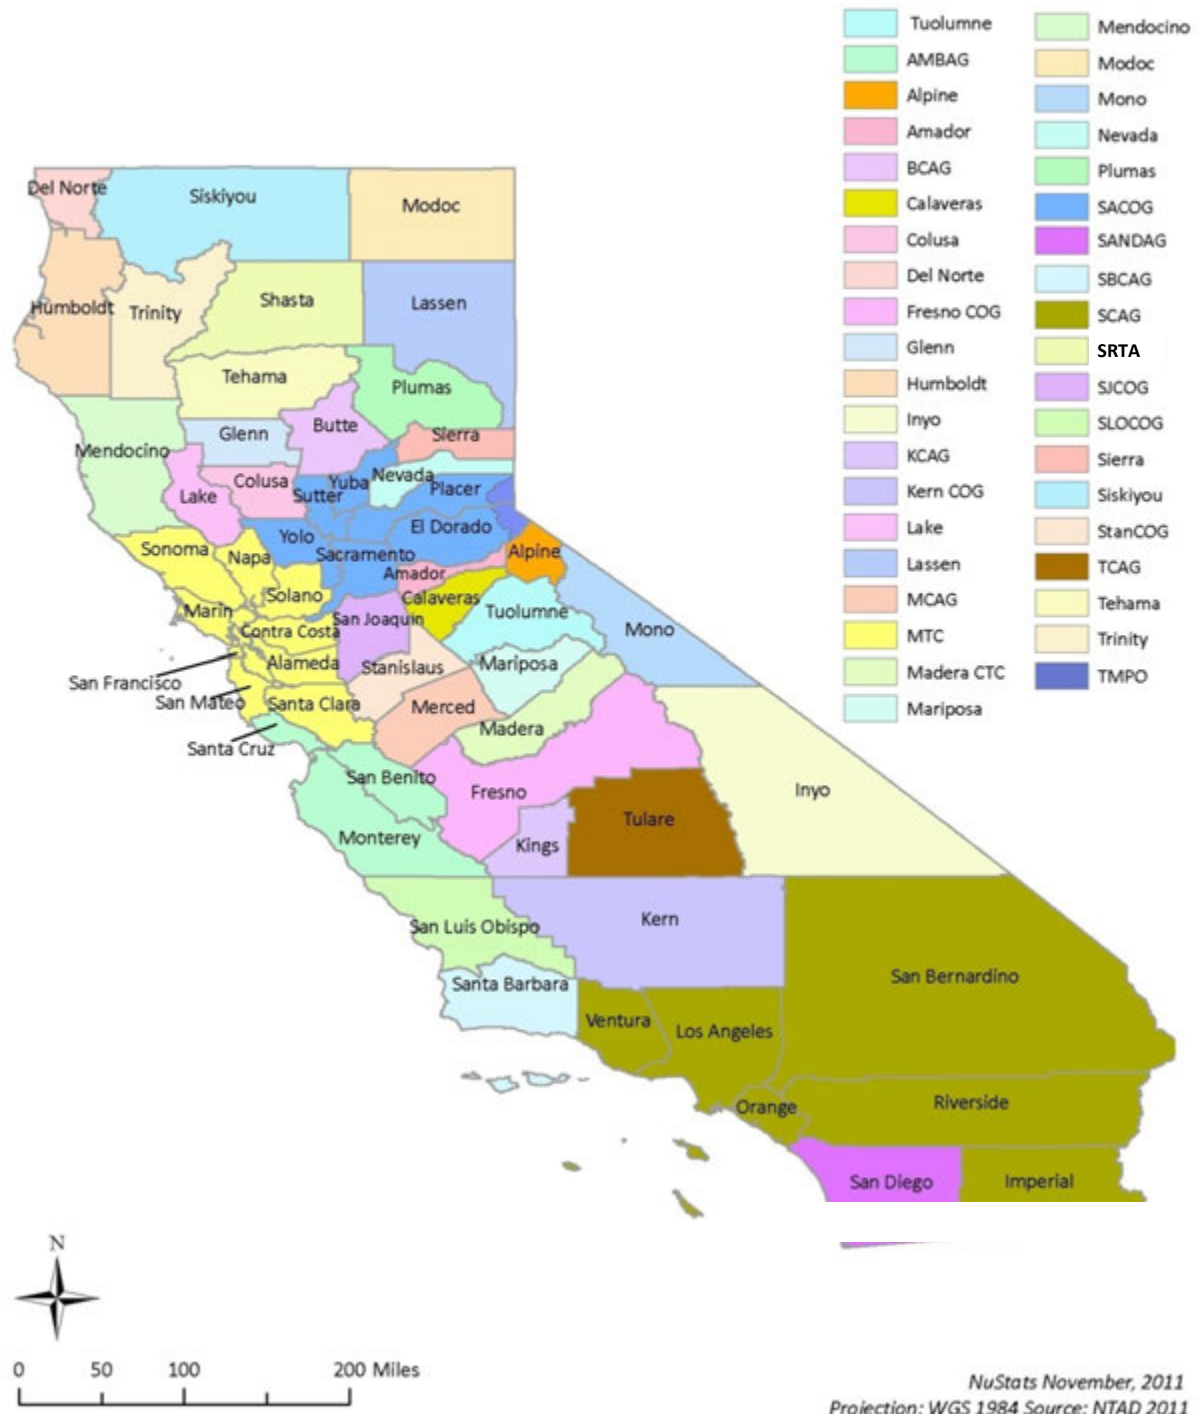 Tuolumne
AMBAG
Alpine
Amador
BCAG
Calaveras
Colusa
Del Norte
Fresno COG
Glenn
Humboldt
Inyo
KCAG
Kern COG
Lake
Lassen
MCAG
MTC
Madera CTC
Mariposa
Mendocino
Modoc
Mono
Nevada
Plumas
SACOG
SANDAG
SBCAG
SCAG
SRTA
SJCOG
SLOCOG
Sierra
Siskiyou
StanCOG
TCAG
Tehama
Trinity
TMPO
Del Norte
Siskiyou
Modoc
Humboldt
Trinity
Shasta
Lassen
Tehama
Plumas
Mendocino
Glenn
Butte
Sierra
Lake
Colusa
Sutter
Yuba
Nevada
Placer
Sonoma
Napa
Yolo
El Dorado
Sacramento
Alpine
Amador
Solano
Calaveras
Marin
San Joaquin
Tuolumne
Mono
Contra Costa
Alameda
Stanislaus
Mariposa
San Francisco
San Mateo
Santa Clara
Merced
Madera
Santa Cruz
San Benito
Fresno
Inyo
Monterey
Kings
Tulare
San Luis Obispo
Kern
Santa Barbara
San Bernardino
Ventura
Los Angeles
Orange
Riverside
San Diego
Imperial
N
0 50 100 200 Miles
NuStats November, 2011
Projection: WGS 1984 Source: NTAD 2011